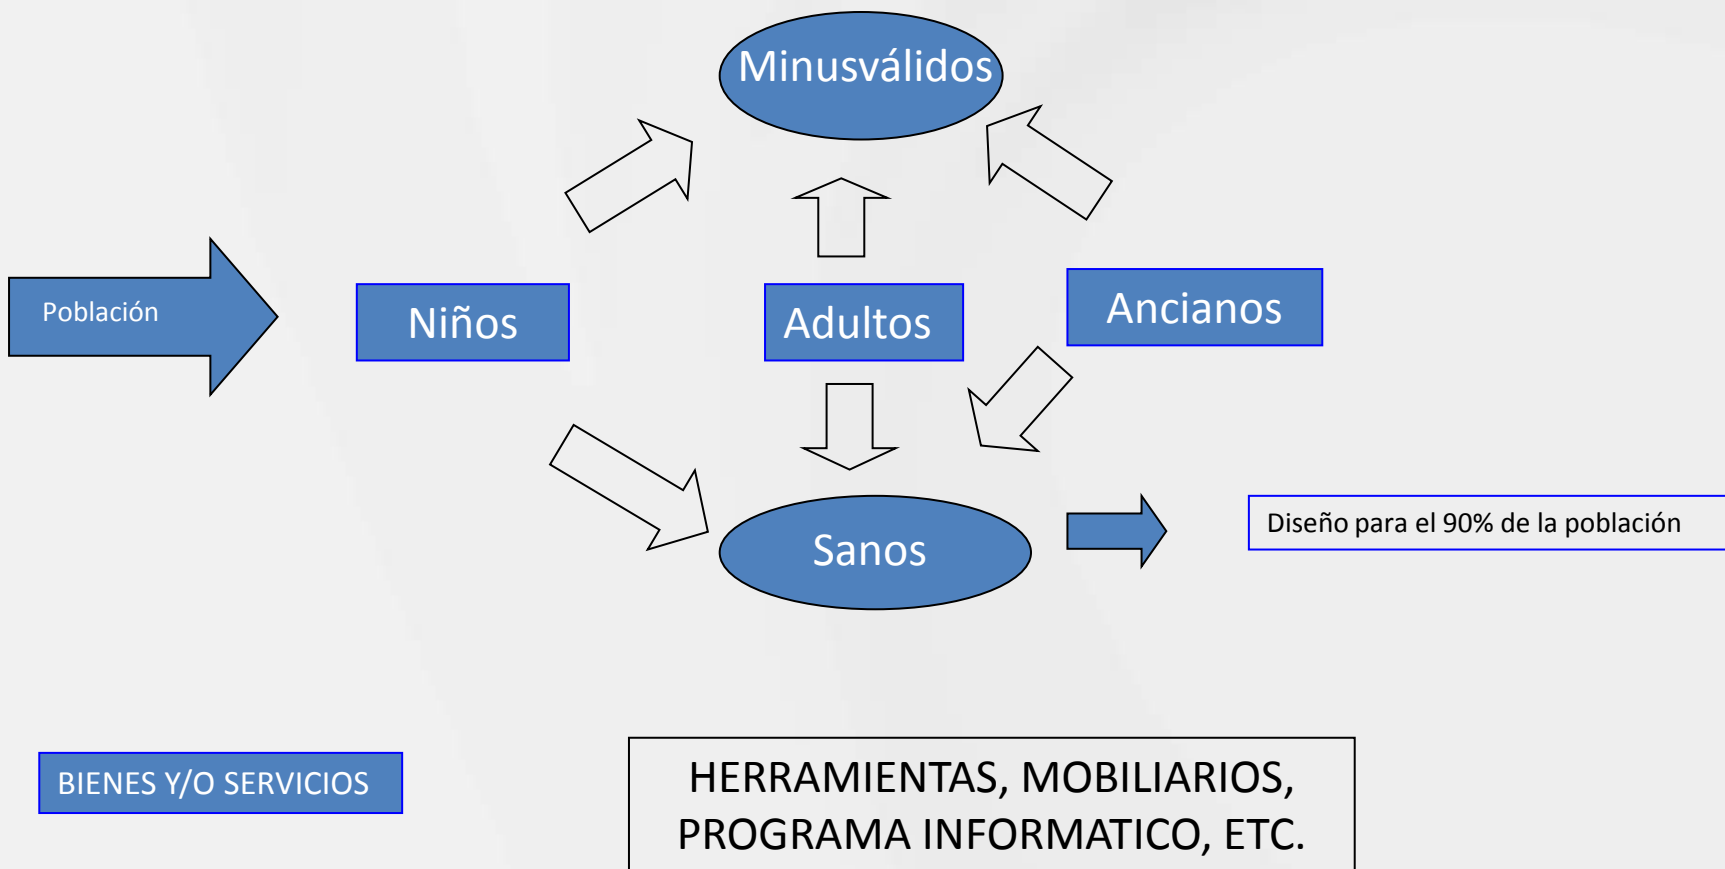 Minusválidos
Población
Niños
Adultos
Ancianos
Sanos
Diseño para el 90% de la población
BIENES Y/O SERVICIOS
HERRAMIENTAS, MOBILIARIOS,
PROGRAMA INFORMATICO, ETC.